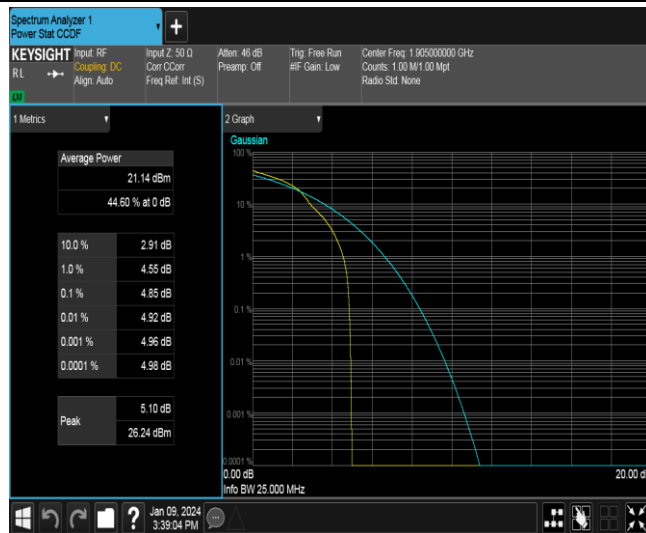 Spectrum Analyzer 1
Power Stat CCDF
KEYSIGHT
RL
Input: RF
Coupling: DC
Align: Auto
Input Z: 50 Ω
Corr CCorr
Freq Ref: Int (S)
Atten: 46 dB
Preamp: Off
Trig: Free Run
#IF Gain: Low
Center Freq: 1.905000000 GHz
Counts: 1.00 M/1.00 Mpt
Radio Std: None
1 Metrics
Average Power
21.14 dBm
44.60 % at 0 dB
10.0 % 2.91 dB
1.0 % 4.55 dB
0.1 % 4.85 dB
0.01 % 4.92 dB
0.001 % 4.96 dB
0.0001 % 4.98 dB
Peak
5.10 dB
26.24 dBm
2 Graph
Gaussian
100 %
10 %
1 %
0.1 %
0.01 %
0.001 %
0.0001 %
0.00 dB
20.00 d
Info BW 25.000 MHz
?
Jan 09, 2024
3:39:04 PM